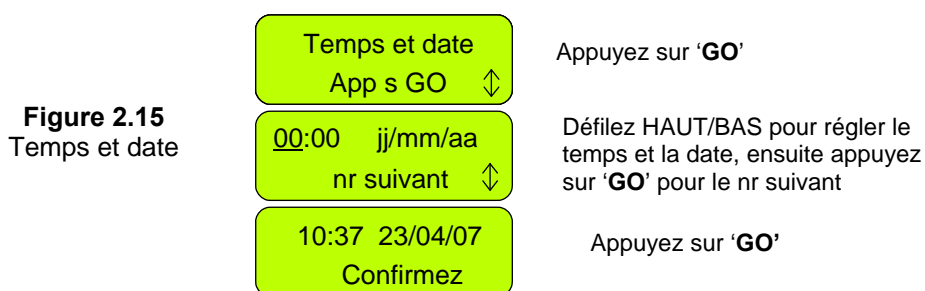 Temps et date
App s GO ↕
Appuyez sur ‘GO’
Figure 2.15
Temps et date
00:00 jj/mm/aa
nr suivant ↕
Défilez HAUT/BAS pour régler le
temps et la date, ensuite appuyez
sur ‘GO’ pour le nr suivant
10:37 23/04/07
Confirmez
Appuyez sur ‘GO’